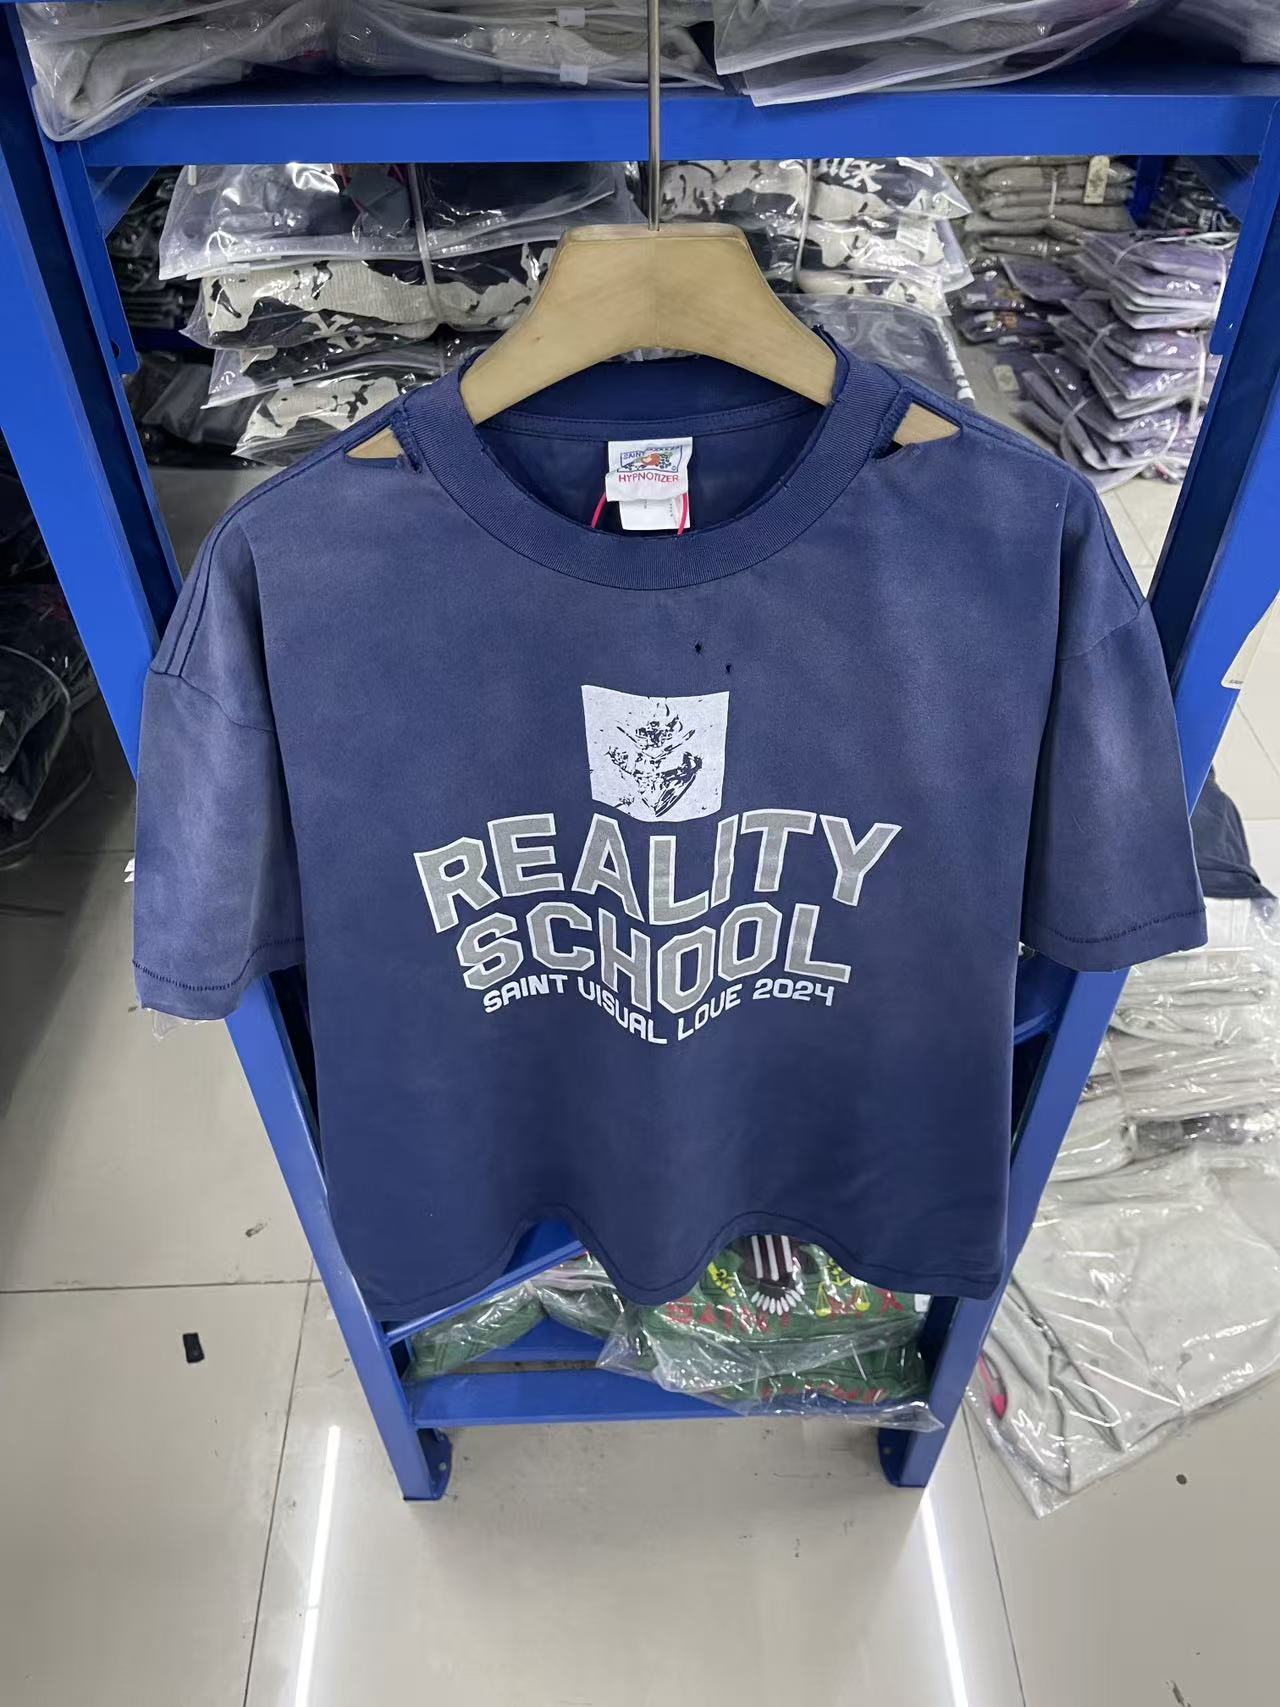 SAINT
HYPNOTIZER
REALITY
SCHOOL
SAINT VISUAL LOVE 2024